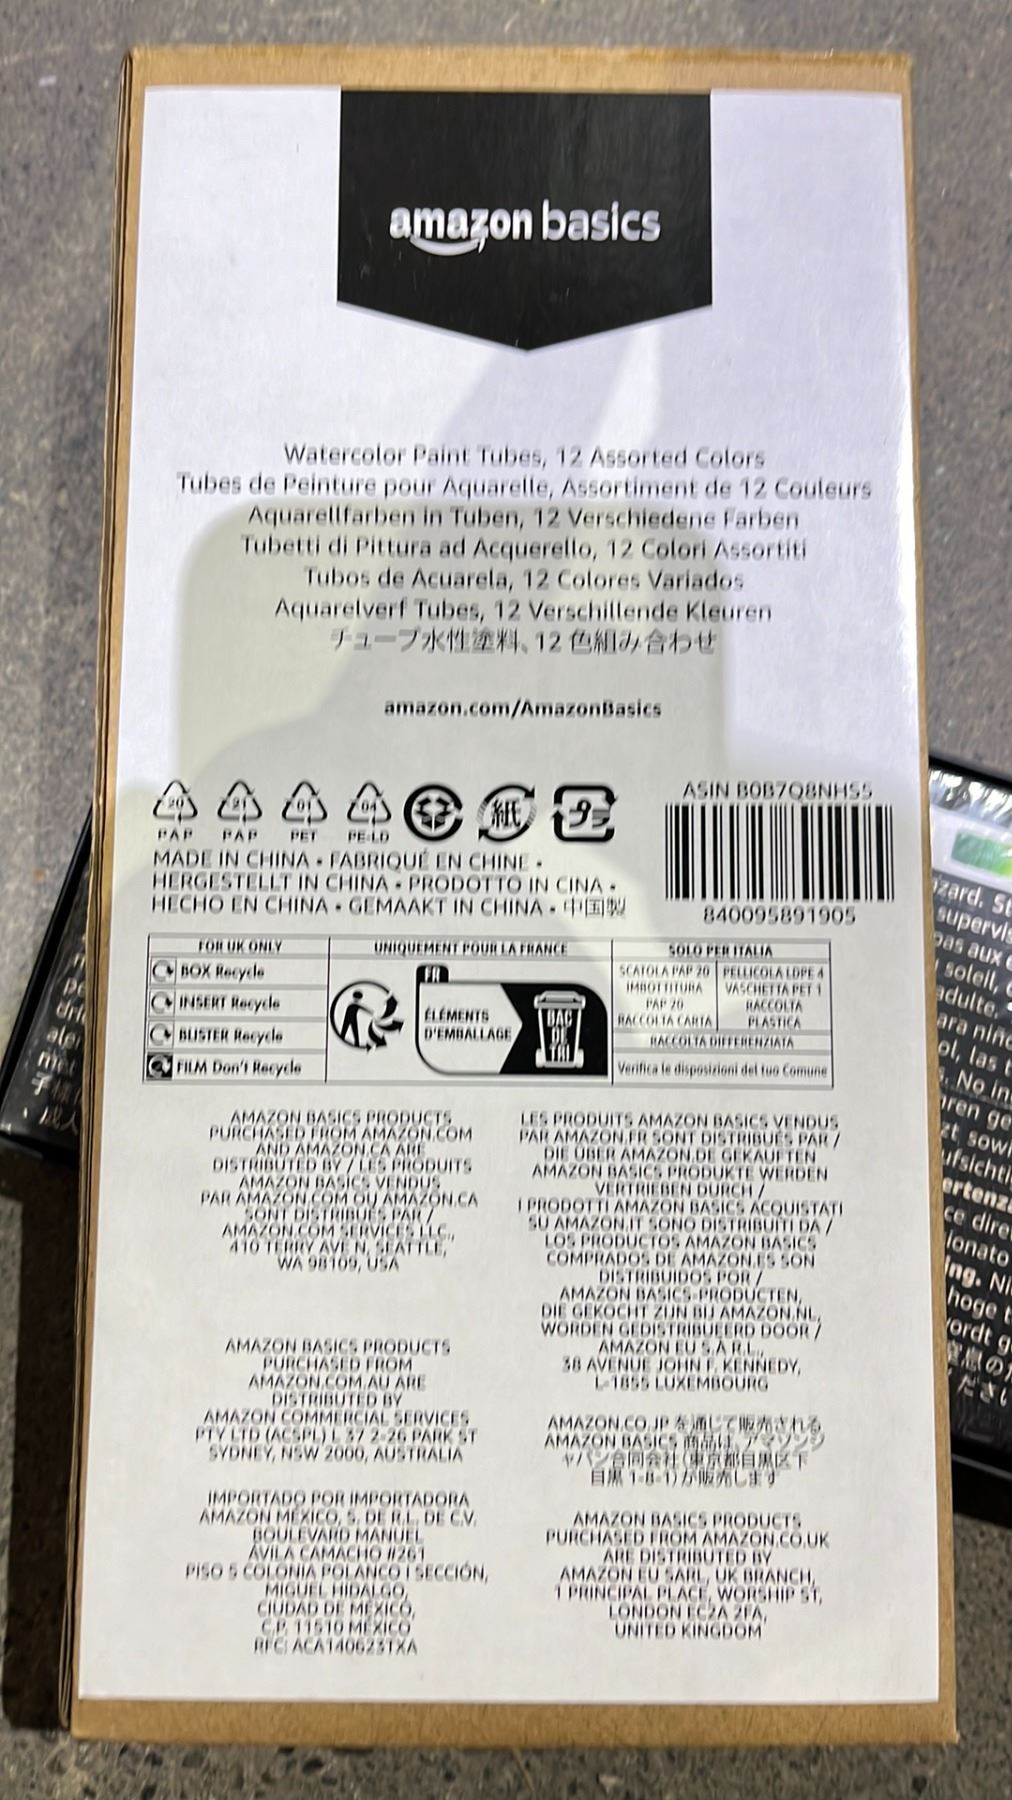 amazon basics
Watercolor Paint Tubes, 12 Assorted Colors
Tubes de Peinture pour Aquarelle, Assortiment de 12 Couleurs
Aquarellfarben in Tuben, 12 Verschiedene Farben
Tubetti di Pittura ad Acquerello, 12 Colori Assortiti
Tubos de Acuarela, 12 Colores Variados
Aquarelverf Tubes, 12 Verschillende Kleuren
チューブ水性塗料、12 色組み合わせ
amazon.com/AmazonBasics
20 21 01 04 紙 プラ
PAP PAP PET PE-LD
MADE IN CHINA • FABRIQUÉ EN CHINE •
HERGESTELLT IN CHINA • PRODOTTO IN CINA •
HECHO EN CHINA • GEMAAKT IN CHINA • 中国製
ASIN B0B7Q8NHS5
840095891905
FOR UK ONLY
BOX Recycle
INSERT Recycle
BLISTER Recycle
FILM Don't Recycle
UNIQUEMENT POUR LA FRANCE
FR
ÉLÉMENTS
D'EMBALLAGE
BAC
DE
TRI
SOLO PER ITALIA
SCATOLA PAP 20
IMBOTTITURA
PAP 20
RACCOLTA CARTA
PELLICOLA LDPE 4
VASCHETTA PET 1
RACCOLTA
PLASTICA
RACCOLTA DIFFERENZIATA
Verifica le disposizioni del tuo Comune
AMAZON BASICS PRODUCTS
PURCHASED FROM AMAZON.COM
AND AMAZON.CA ARE
DISTRIBUTED BY / LES PRODUITS
AMAZON BASICS VENDUS
PAR AMAZON.COM OU AMAZON.CA
SONT DISTRIBUÉS PAR /
AMAZON.COM SERVICES LLC.,
410 TERRY AVE N, SEATTLE,
WA 98109, USA
AMAZON BASICS PRODUCTS
PURCHASED FROM
AMAZON.COM.AU ARE
DISTRIBUTED BY
AMAZON COMMERCIAL SERVICES
PTY LTD (ACSPL) L 37 2-26 PARK ST
SYDNEY, NSW 2000, AUSTRALIA
IMPORTADO POR IMPORTADORA
AMAZON MÉXICO, S. DE R.L. DE C.V.
BOULEVARD MANUEL
ÁVILA CAMACHO #261
PISO 5 COLONIA POLANCO I SECCIÓN,
MIGUEL HIDALGO,
CIUDAD DE MÉXICO,
C.P. 11510 MÉXICO
RFC: ACA140623TXA
LES PRODUITS AMAZON BASICS VENDUS
PAR AMAZON.FR SONT DISTRIBUÉS PAR /
DIE ÜBER AMAZON.DE GEKAUFTEN
AMAZON BASICS PRODUKTE WERDEN
VERTRIEBEN DURCH /
I PRODOTTI AMAZON BASICS ACQUISTATI
SU AMAZON.IT SONO DISTRIBUITI DA /
LOS PRODUCTOS AMAZON BASICS
COMPRADOS DE AMAZON.ES SON
DISTRIBUIDOS POR /
AMAZON BASICS-PRODUCTEN,
DIE GEKOCHT ZIJN BIJ AMAZON.NL,
WORDEN GEDISTRIBUEERD DOOR /
AMAZON EU S.À R.L.,
38 AVENUE JOHN F. KENNEDY,
L-1855 LUXEMBOURG
AMAZON.CO.JP を通じて販売される
AMAZON BASICS 商品は、アマゾンジ
ャパン合同会社（東京都目黒区下
目黒 1-8-1）が販売します
AMAZON BASICS PRODUCTS
PURCHASED FROM AMAZON.CO.UK
ARE DISTRIBUTED BY
AMAZON EU SARL, UK BRANCH,
1 PRINCIPAL PLACE, WORSHIP ST,
LONDON EC2A 2FA,
UNITED KINGDOM